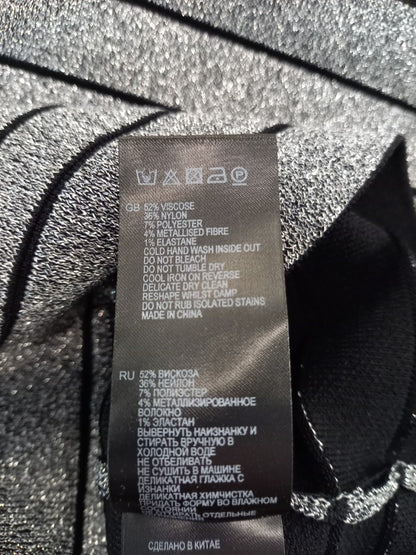 GB 52% VISCOSE
36% NYLON
7% POLYESTER
4% METALLISED FIBRE
1% ELASTANE
COLD HAND WASH INSIDE OUT
DO NOT BLEACH
DO NOT TUMBLE DRY
COOL IRON ON REVERSE
DELICATE DRY CLEAN
RESHAPE WHILST DAMP
DO NOT RUB ISOLATED STAINS
MADE IN CHINA
RU 52% ВИСКОЗА
36% НЕЙЛОН
7% ПОЛИЭСТЕР
4% МЕТАЛЛИЗИРОВАННОЕ
ВОЛОКНО
1% ЭЛАСТАН
ВЫВЕРНУТЬ НАИЗНАНКУ И
СТИРАТЬ ВРУЧНУЮ В
ХОЛОДНОЙ ВОДЕ
НЕ ОТБЕЛИВАТЬ
НЕ СУШИТЬ В МАШИНЕ
ДЕЛИКАТНАЯ ГЛАЖКА С
ИЗНАНКИ
ДЕЛИКАТНАЯ ХИМЧИСТКА
ПРИДАТЬ ФОРМУ ВО ВЛАЖНОМ
СОСТОЯНИИ
ОТДЕЛЬНЫЕ
СДЕЛАНО В КИТАЕ